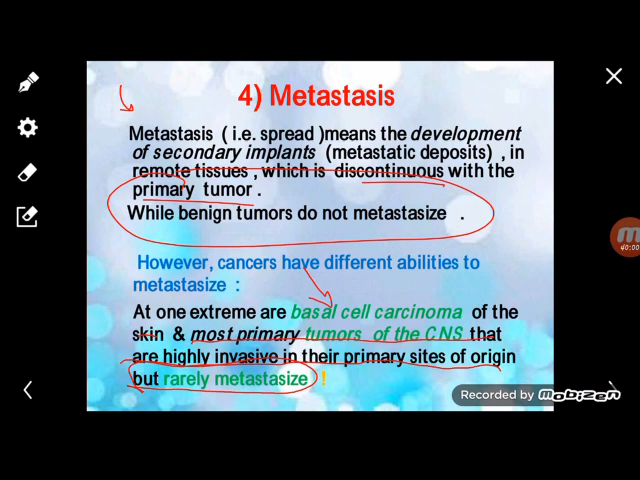 4) Metastasis
Metastasis ( i.e. spread )means the development
of secondary implants (metastatic deposits) , in
remote tissues , which is discontinuous with the
primary tumor .
While benign tumors do not metastasize .
However, cancers have different abilities to
metastasize :
At one extreme are basal cell carcinoma of the
skin & most primary tumors of the CNS that
are highly invasive in their primary sites of origin
but rarely metastasize !
40:00
Recorded by mobizen